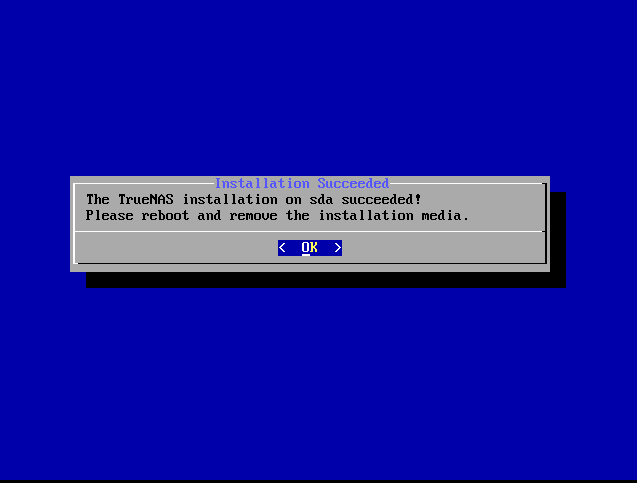 Installation Succeeded
The TrueNAS installation on sda succeeded!
Please reboot and remove the installation media.
< OK >